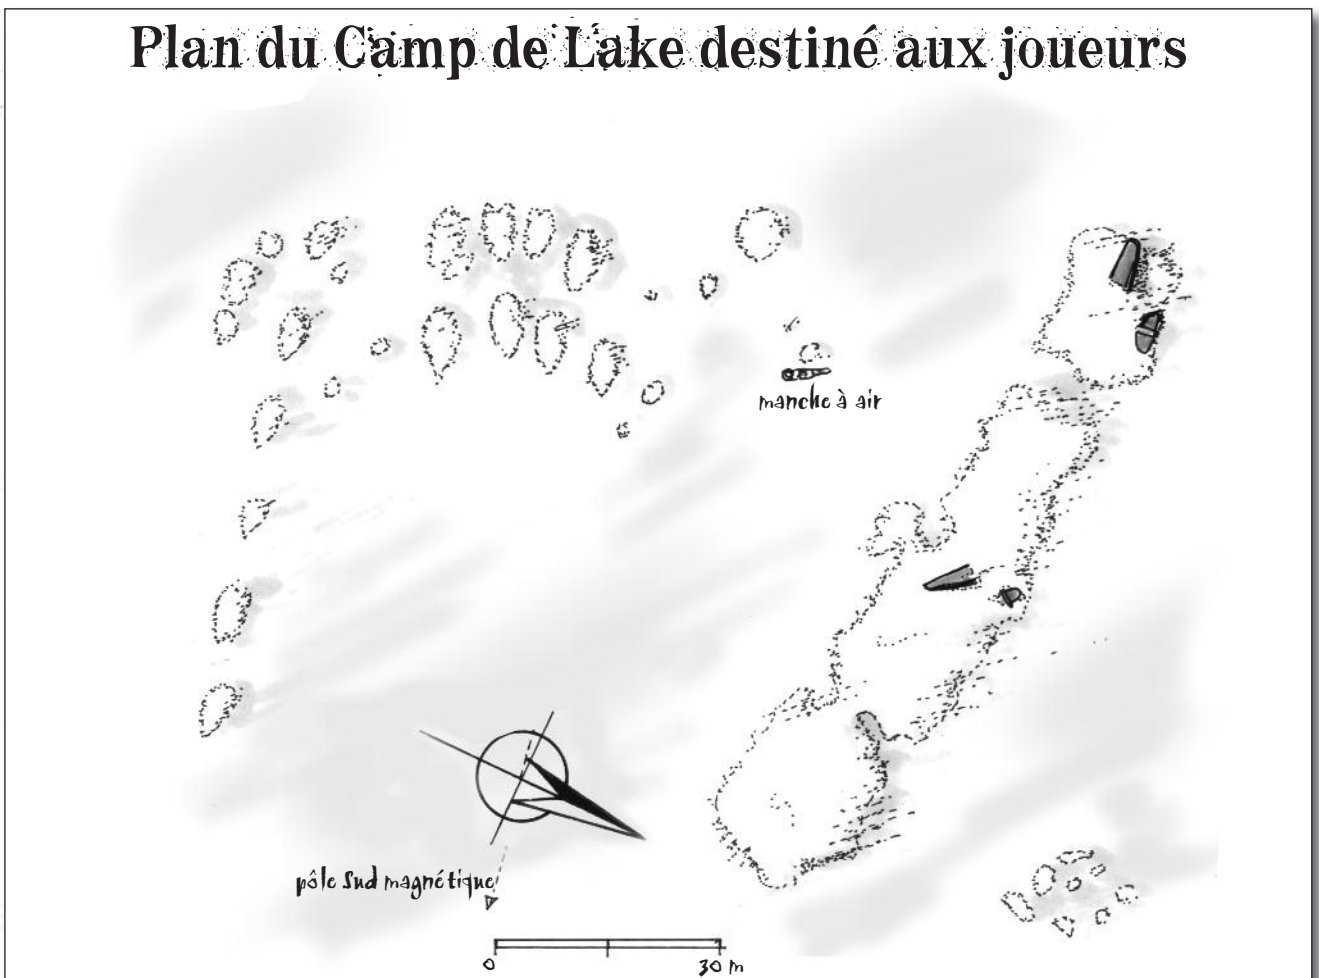 Plan du Camp de Lake destiné aux joueurs
manche à air
pôle Sud magnétique
0 30 m